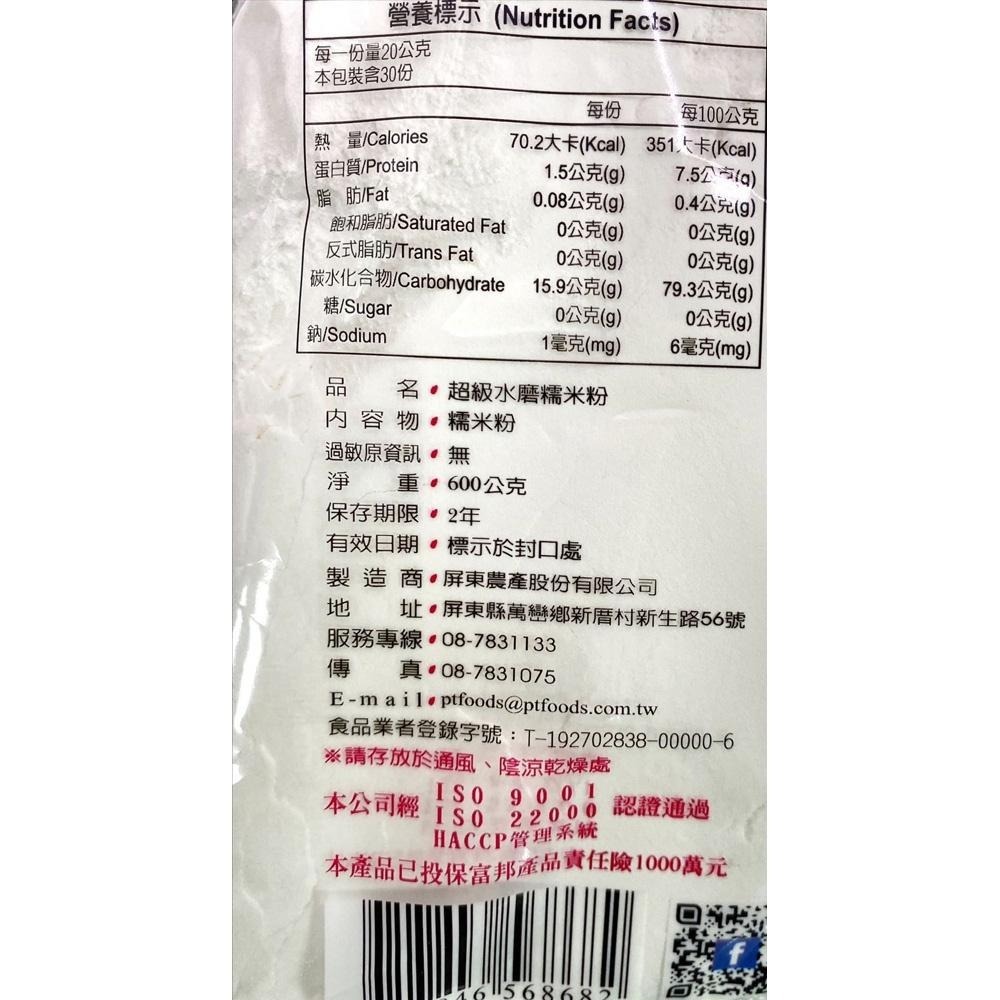 營養標示 (Nutrition Facts)
每一份量20公克
本包裝含30份
每份 每100公克
熱 量/Calories 70.2大卡(Kcal) 351大卡(Kcal)
蛋白質/Protein 1.5公克(g) 7.5公克(g)
脂 肪/Fat 0.08公克(g) 0.4公克(g)
飽和脂肪/Saturated Fat 0公克(g) 0公克(g)
反式脂肪/Trans Fat 0公克(g) 0公克(g)
碳水化合物/Carbohydrate 15.9公克(g) 79.3公克(g)
糖/Sugar 0公克(g) 0公克(g)
鈉/Sodium 1毫克(mg) 6毫克(mg)
品 名・超級水磨糯米粉
內容物・糯米粉
過敏原資訊・無
淨 重・600公克
保存期限・2年
有效日期・標示於封口處
製造商・屏東農產股份有限公司
地 址・屏東縣萬巒鄉新厝村新生路56號
服務專線・08-7831133
傳 真・08-7831075
E-mail・ptfoods@ptfoods.com.tw
食品業者登錄字號：T-192702838-00000-6
※請存放於通風、陰涼乾燥處
本公司經 ISO 9001 認證通過
ISO 22000
HACCP管理系統
本產品已投保富邦產品責任險1000萬元
46 568682
f